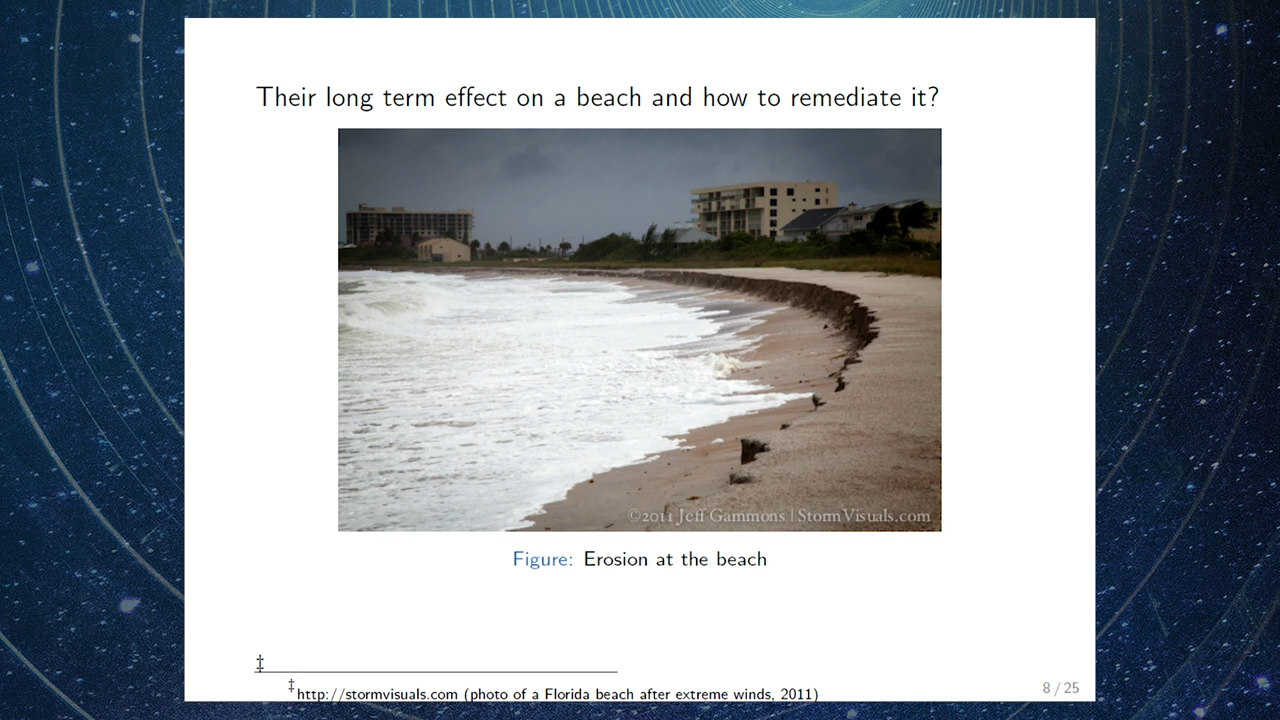 Their long term effect on a beach and how to remediate it?
©2011 Jeff Gammons | StormVisuals.com
Figure: Erosion at the beach
‡
‡http://stormvisuals.com (photo of a Florida beach after extreme winds, 2011)
8 / 25